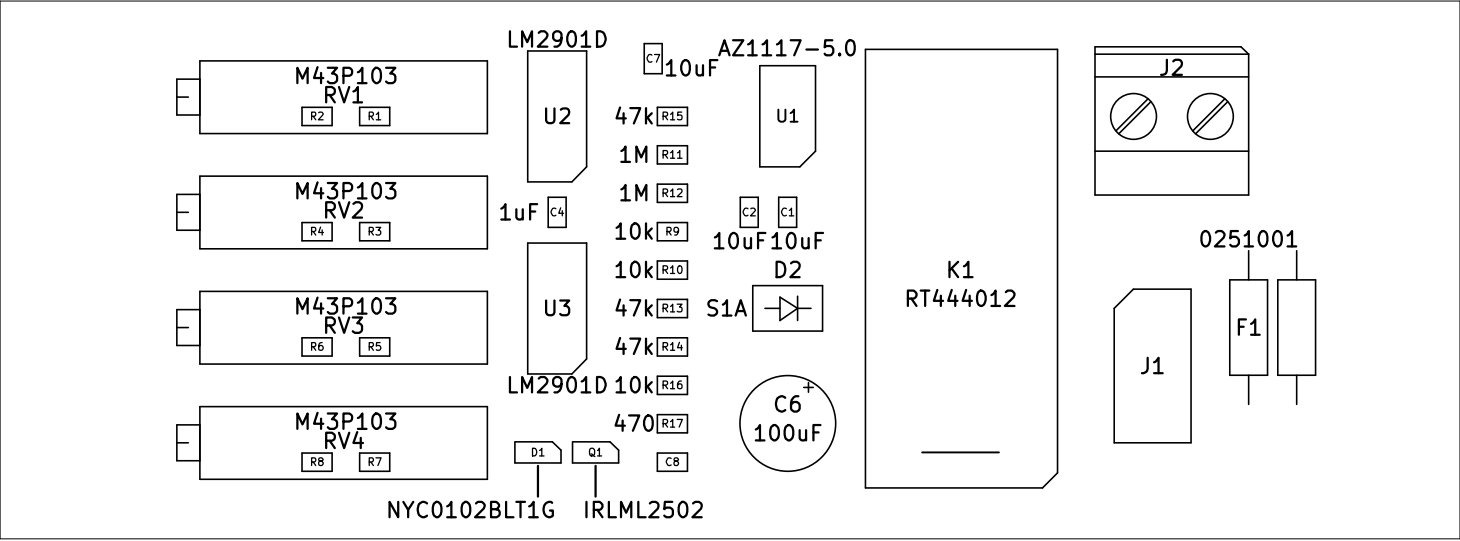 LM2901D
AZ1117-5.0
C7
10uF
J2
M43P103
RV1
R2
R1
U2
47k
R15
U1
1M
R11
M43P103
RV2
R4
R3
1M
R12
1uF
C4
C2
C1
10k
R9
10uF
10uF
0251001
10k
R10
D2
K1
RT444012
M43P103
RV3
R6
R5
U3
47k
R13
S1A
F1
47k
R14
J1
LM2901D
10k
R16
C6
100uF
+
M43P103
RV4
R8
R7
470
R17
D1
Q1
C8
NYC0102BLT1G
IRLML2502